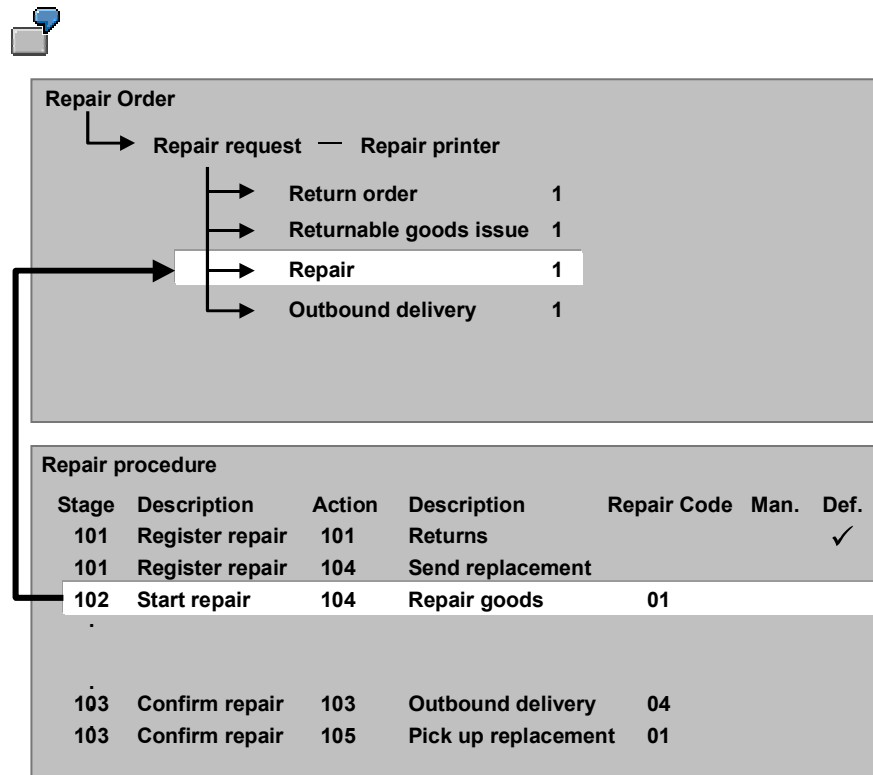 Repair Order
Repair request — Repair printer
Return order 1
Returnable goods issue 1
Repair 1
Outbound delivery 1
Repair procedure
Stage Description Action Description Repair Code Man. Def.
101 Register repair 101 Returns ✓
101 Register repair 104 Send replacement
102 Start repair 104 Repair goods 01
.
.
103 Confirm repair 103 Outbound delivery 04
103 Confirm repair 105 Pick up replacement 01